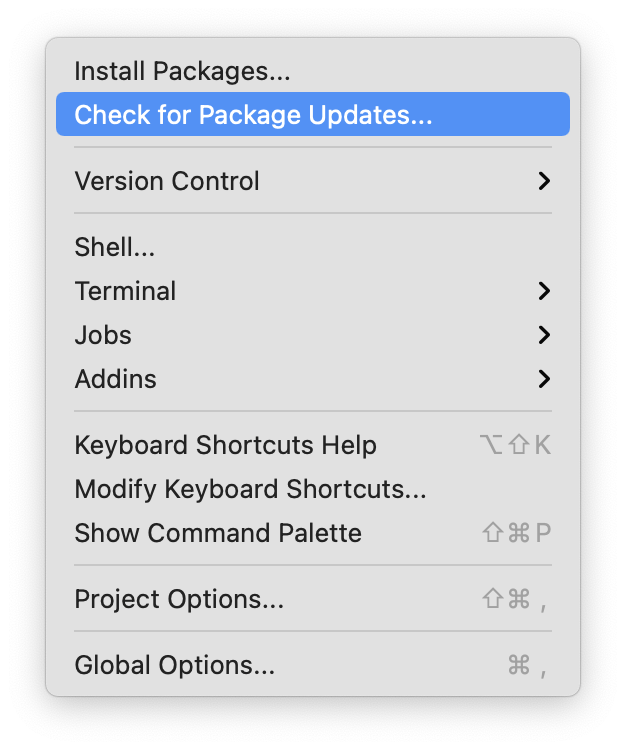 Install Packages...
Check for Package Updates...
Version Control
Shell...
Terminal
Jobs
Addins
Keyboard Shortcuts Help ⌥⇧K
Modify Keyboard Shortcuts...
Show Command Palette ⇧⌘P
Project Options... ⇧⌘,
Global Options... ⌘,